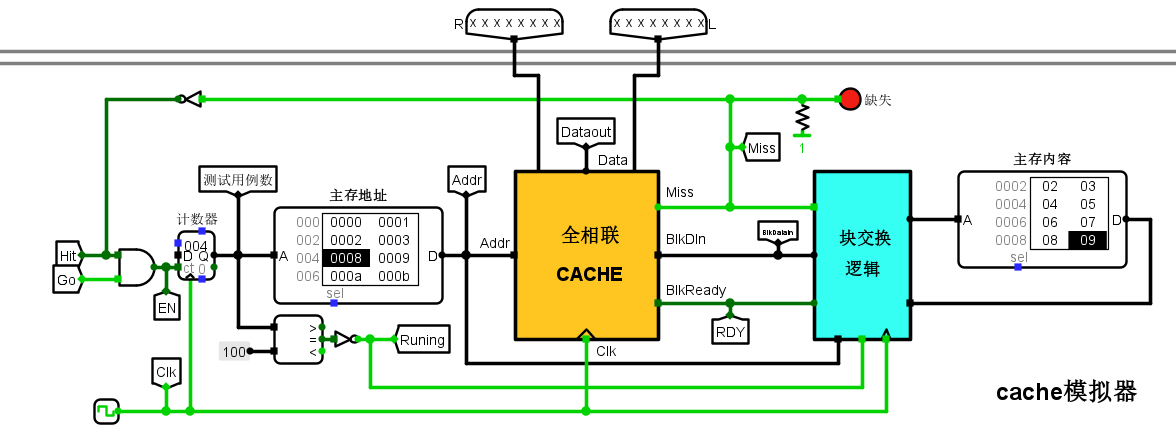 R x x x x x x x x
x x x x x x x x L
缺失
Dataout
Miss
Data
主存内容
测试用例数
主存地址
Addr
Miss
0002 02 03
0004 04 05
0006 06 07
0008 08 09
A D
sel
计数器
004
D Q
ct 0
000 0000 0001
002 0002 0003
004 0008 0009
006 000a 000b
A D
sel
Addr
全相联
CACHE
BlkDIn
BlkDataIn
块交换
逻辑
Hit
Go
EN
BlkReady
RDY
>
=
<
100
Runing
Clk
Clk
1
cache模拟器